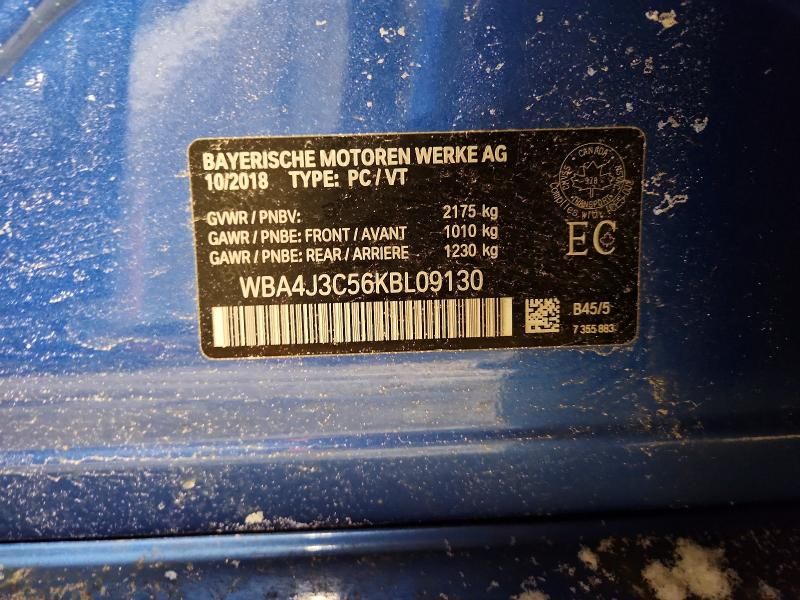 BAYERISCHE MOTOREN WERKE AG
10/2018 TYPE: PC / VT
GVWR / PNBV: 2175 kg
GAWR / PNBE: FRONT / AVANT 1010 kg
GAWR / PNBE: REAR / ARRIERE 1230 kg
WBA4J3C56KBL09130
CANADA
TRANSPORT
EC
B45/5
7 355 883